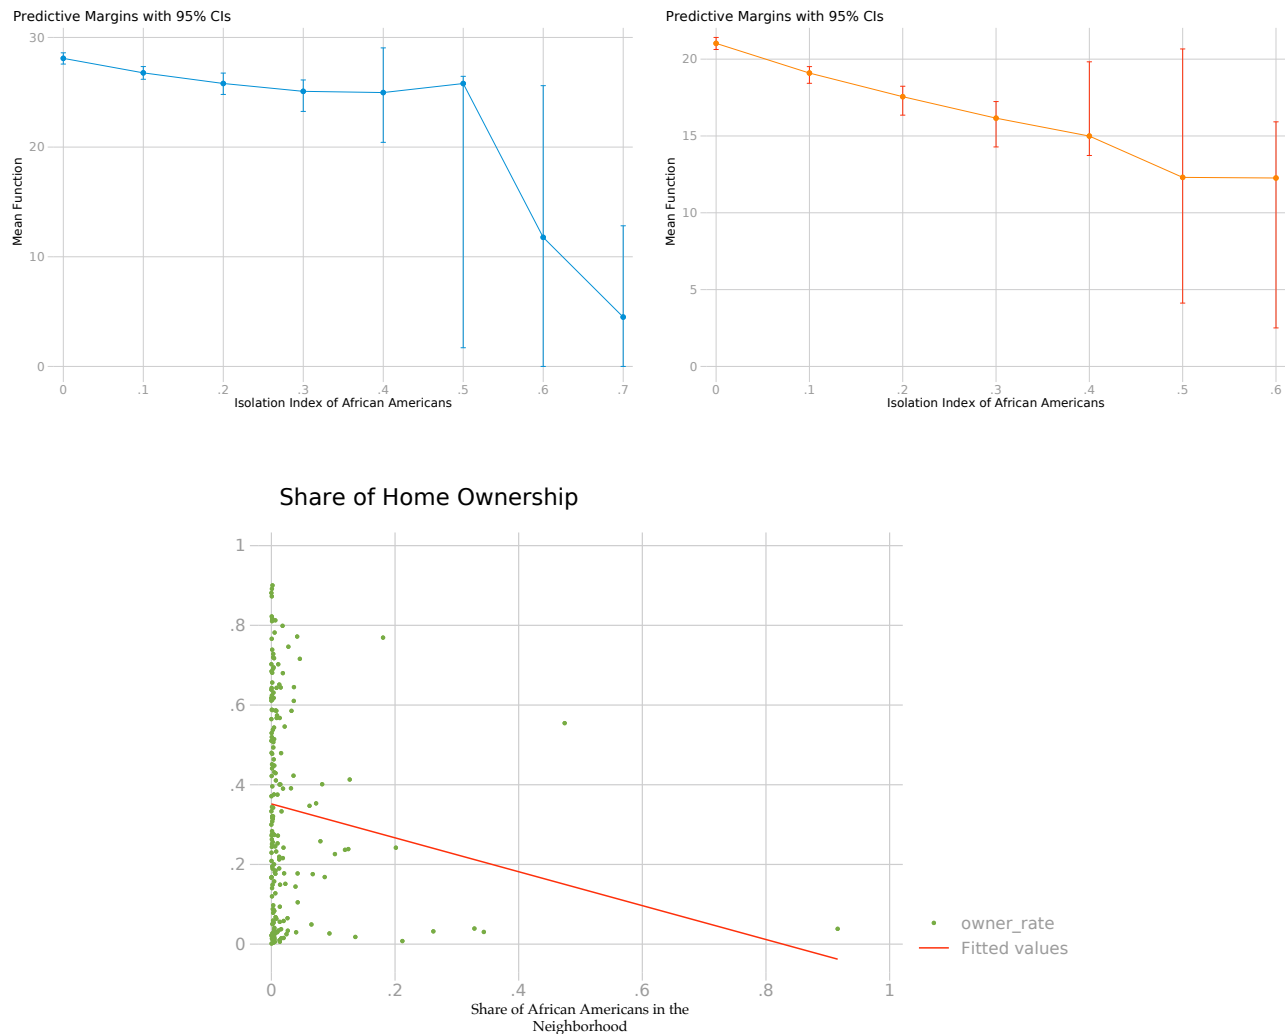 Predictive Margins with 95% CIs
30
20
10
0
Mean Function
0 .1 .2 .3 .4 .5 .6 .7
Isolation Index of African Americans
Predictive Margins with 95% CIs
20
15
10
5
0
Mean Function
0 .1 .2 .3 .4 .5 .6
Isolation Index of African Americans
Share of Home Ownership
1
.8
.6
.4
.2
0
0 .2 .4 .6 .8 1
Share of African Americans in the
Neighborhood
owner_rate
Fitted values